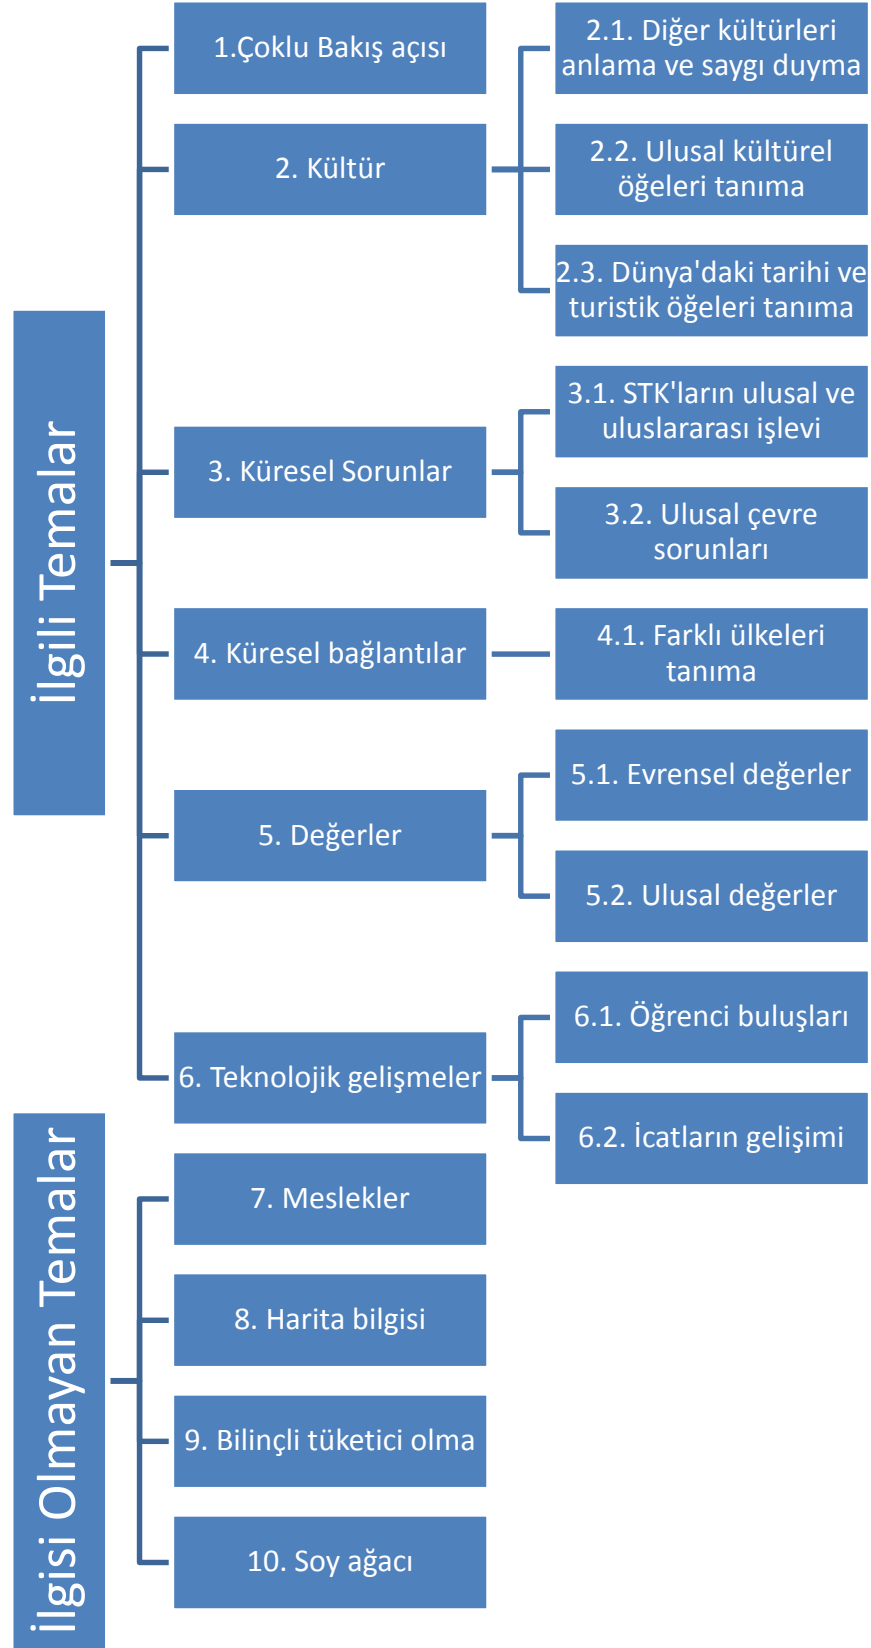 İlgili Temalar
1.Çoklu Bakış açısı
2. Kültür
2.1. Diğer kültürleri
anlama ve saygı duyma
2.2. Ulusal kültürel
öğeleri tanıma
2.3. Dünya'daki tarihi ve
turistik öğeleri tanıma
3. Küresel Sorunlar
3.1. STK'ların ulusal ve
uluslararası işlevi
3.2. Ulusal çevre
sorunları
4. Küresel bağlantılar
4.1. Farklı ülkeleri
tanıma
5. Değerler
5.1. Evrensel değerler
5.2. Ulusal değerler
6. Teknolojik gelişmeler
6.1. Öğrenci buluşları
6.2. İcatların gelişimi
İlgisi Olmayan Temalar
7. Meslekler
8. Harita bilgisi
9. Bilinçli tüketici olma
10. Soy ağacı